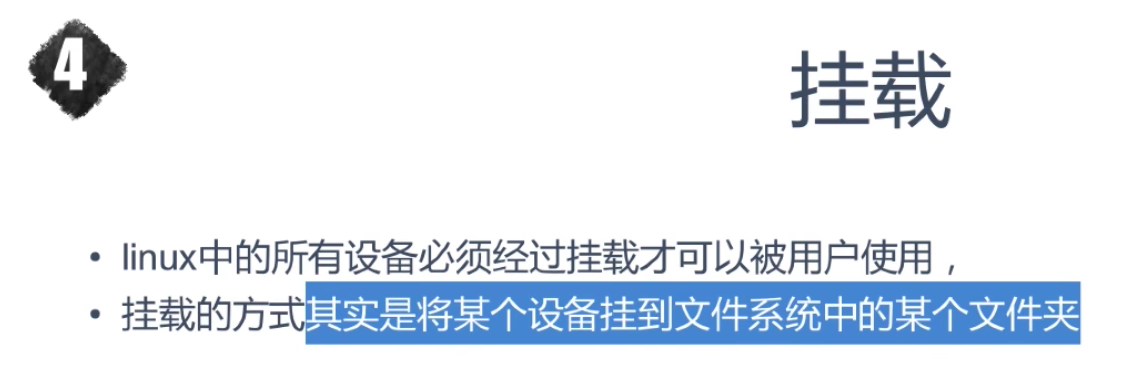 4
挂载
• linux中的所有设备必须经过挂载才可以被用户使用，
• 挂载的方式其实是将某个设备挂到文件系统中的某个文件夹